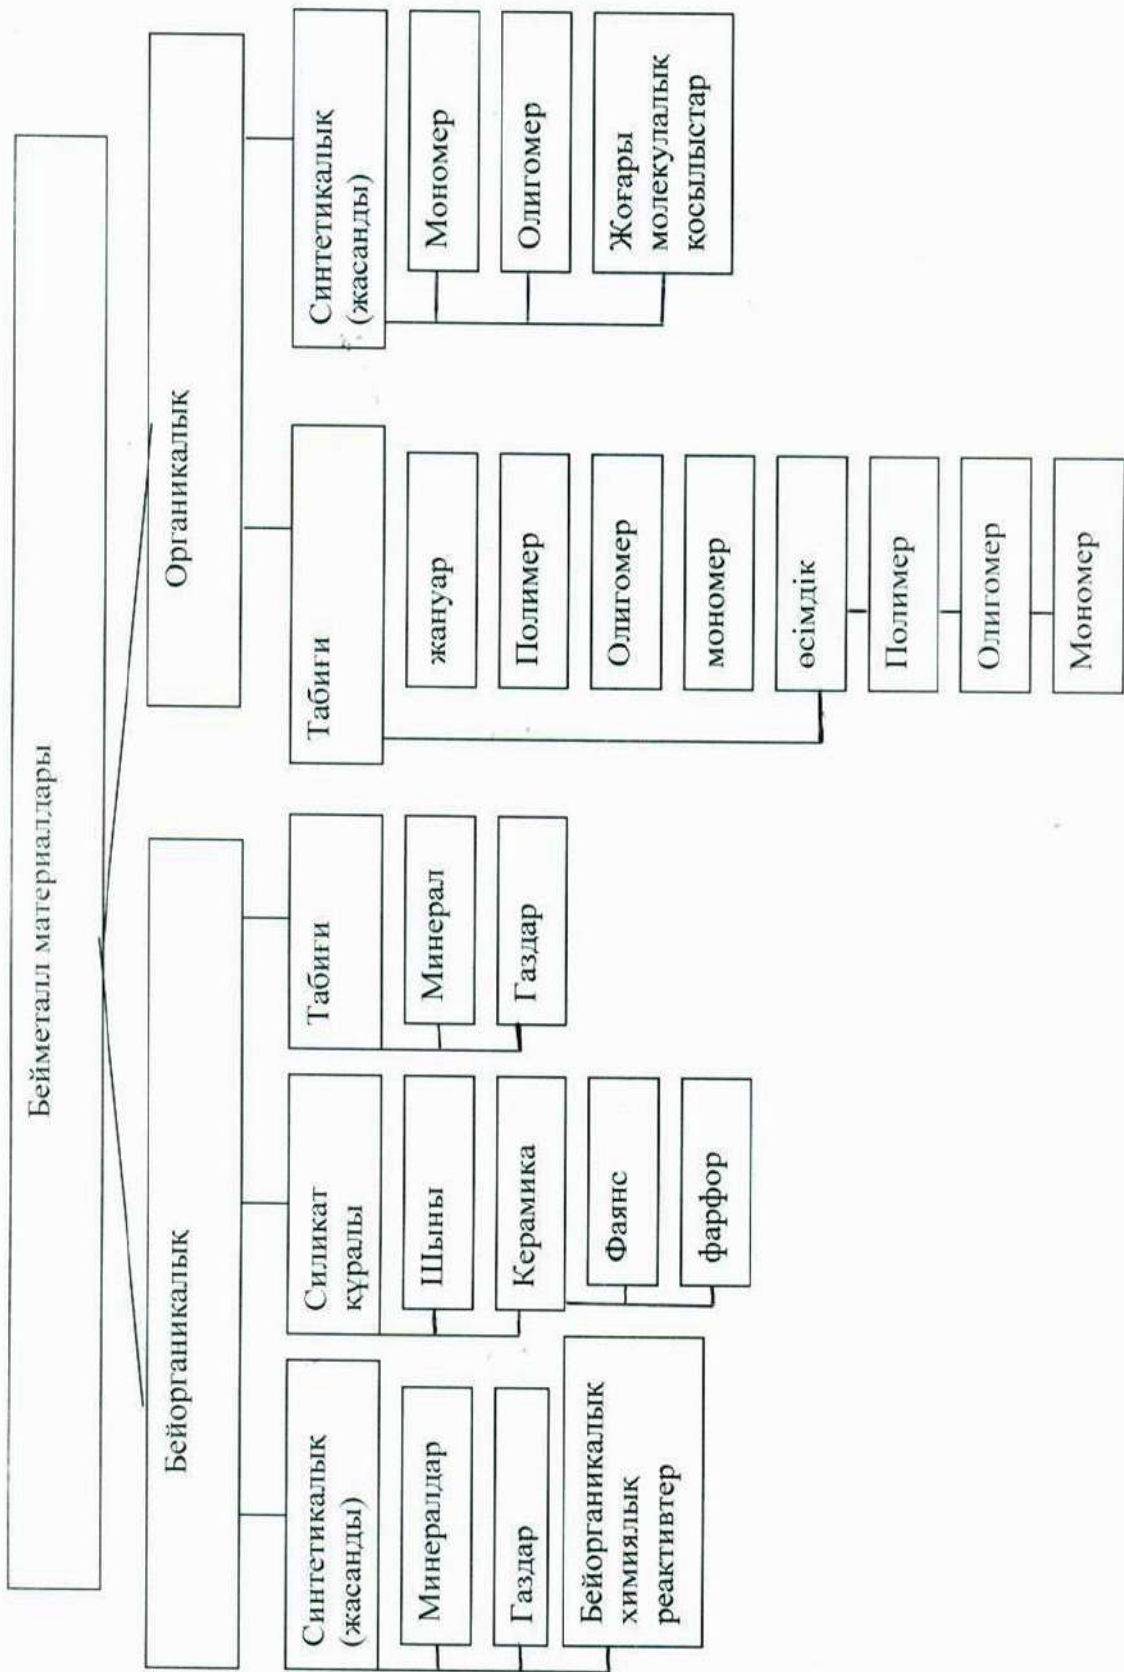 Бейметалл материалдары
Бейорганикалық
Органикалық
Синтетикалық
(жасанды)
Минералдар
Газдар
Бейорганикалық
химиялық
реактивтер
Силикат
құралы
Шыны
Керамика
Фаянс
фарфор
Табиғи
Минерал
Газдар
Табиғи
жануар
Полимер
Олигомер
мономер
өсімдік
Полимер
Олигомер
Мономер
Синтетикалық
(жасанды)
Мономер
Олигомер
Жоғары
молекулалық
қосылыстар